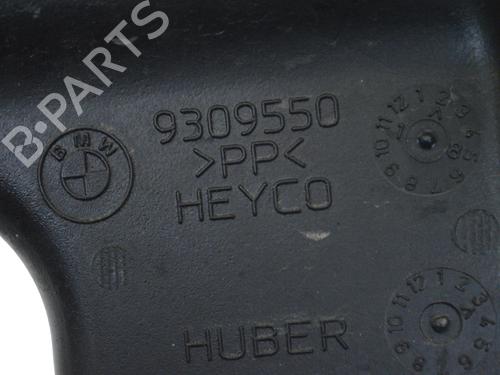 B-PARTS
BMW
9309550
>PP<
HEYCO
HUBER